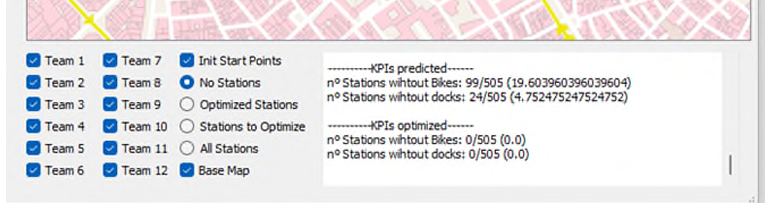 Team 1
Team 7
Init Start Points
Team 2
Team 8
No Stations
Team 3
Team 9
Optimized Stations
Team 4
Team 10
Stations to Optimize
Team 5
Team 11
All Stations
Team 6
Team 12
Base Map
----------KPIs predicted------
nº Stations wihtout Bikes: 99/505 (19.603960396039604)
nº Stations wihtout docks: 24/505 (4.752475247524752)
----------KPIs optimized------
nº Stations wihtout Bikes: 0/505 (0.0)
nº Stations wihtout docks: 0/505 (0.0)